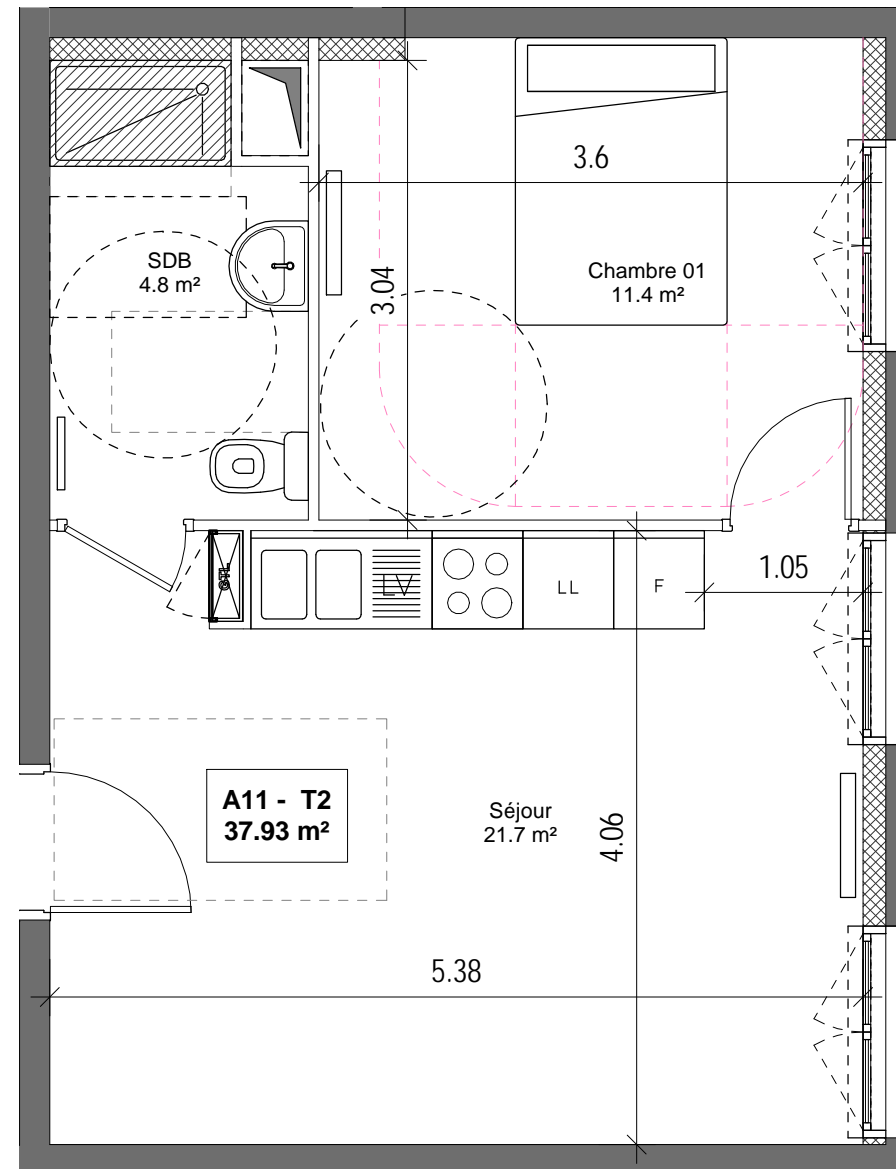 3.6
SDB
4.8 m²
3.04
Chambre 01
11.4 m²
GTL
LV
LL
F
1.05
A11 - T2
37.93 m²
Séjour
21.7 m²
4.06
5.38